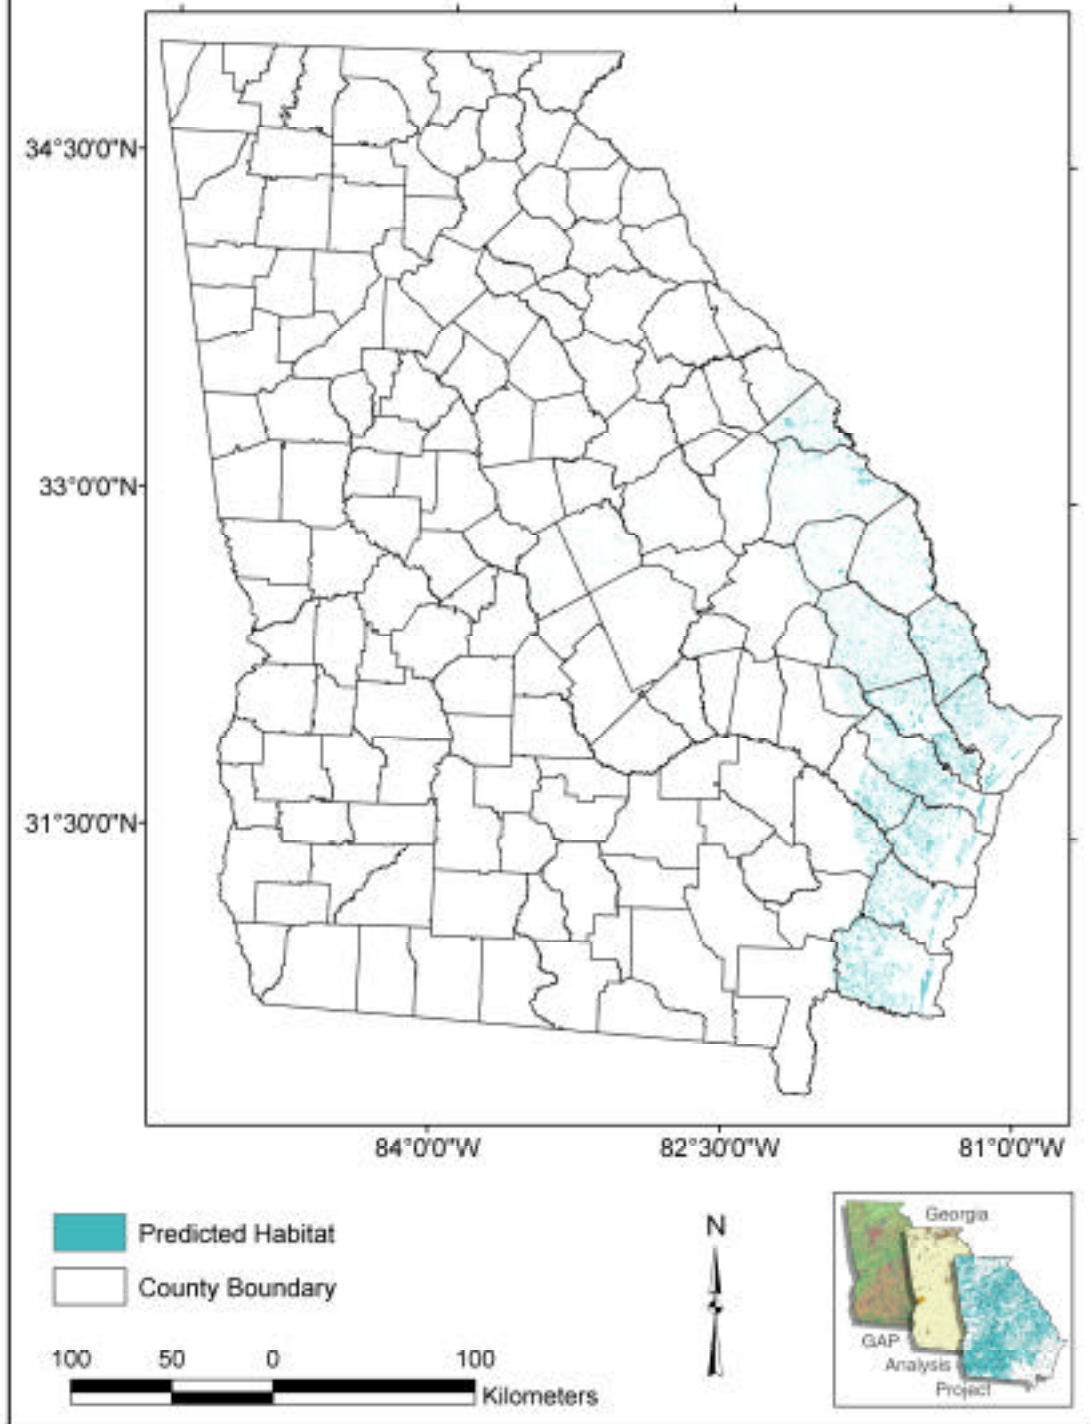 34°30'0"N
33°0'0"N
31°30'0"N
84°0'0"W 82°30'0"W 81°0'0"W
Predicted Habitat
County Boundary
100 50 0 100
Kilometers
N
Georgia
GAP
Analysis
Project